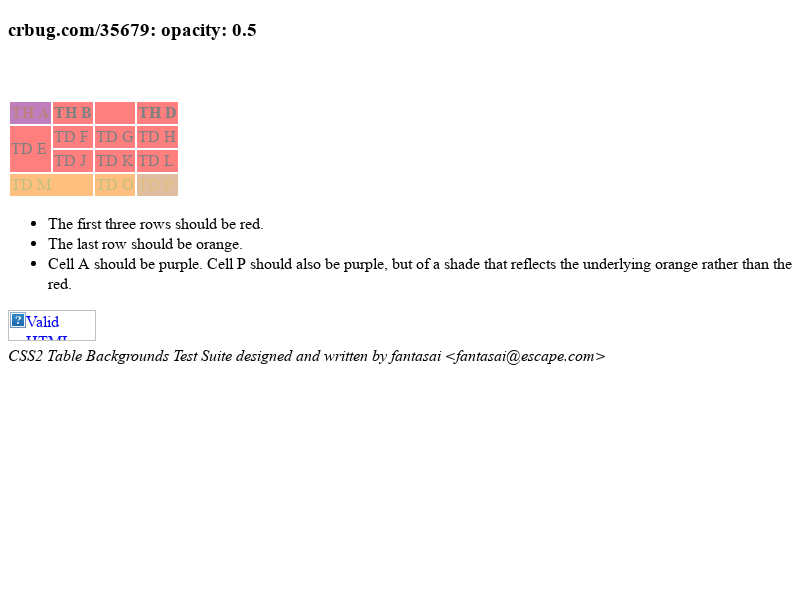 crbug.com/35679: opacity: 0.5
TH A TH B TH D
TD E TD F TD G TD H
TD J TD K TD L
TD M TD O
The first three rows should be red.
The last row should be orange.
Cell A should be purple. Cell P should also be purple, but of a shade that reflects the underlying orange rather than the
red.
Valid
HTML
CSS2 Table Backgrounds Test Suite designed and written by fantasai <fantasai@escape.com>